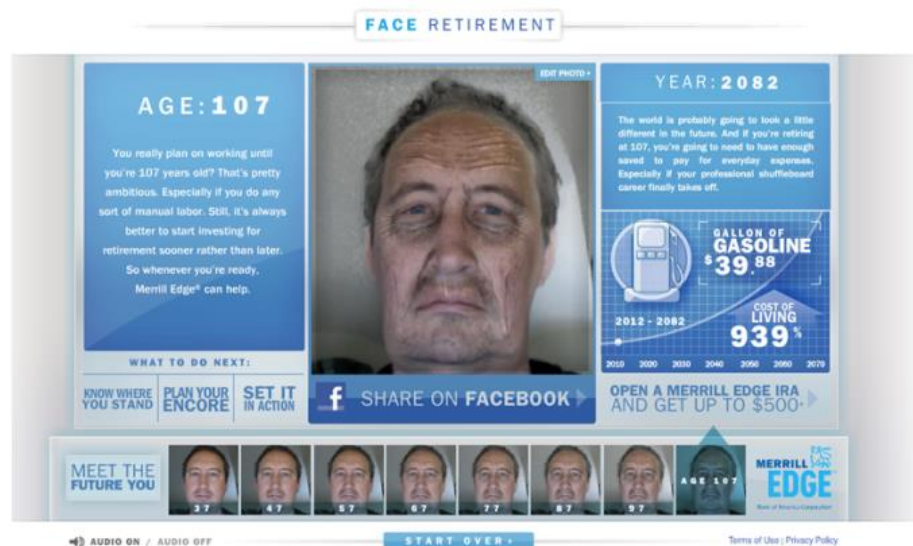 FACE RETIREMENT
AGE:107
You really plan on working until
you're 107 years old? That's pretty
ambitious. Especially if you do any
sort of manual labor. Still, it's always
better to start investing for
retirement sooner rather than later.
So whenever you're ready,
Merrill Edge® can help.
WHAT TO DO NEXT:
KNOW WHERE
YOU STAND
PLAN YOUR
ENCORE
SET IT
IN ACTION
EDIT PHOTO
f SHARE ON FACEBOOK
YEAR:2082
The world is probably going to look a little
different in the future. And if you're retiring
at 107, you're going to need to have enough
saved to pay for everyday expenses.
Especially if your professional shuffleboard
career finally takes off.
GALLON OF
GASOLINE
$39.88
COST OF
LIVING
939%
2012 - 2082
2010 2020 2030 2040 2050 2060 2070
OPEN A MERRILL EDGE IRA
AND GET UP TO $500
MEET THE
FUTURE YOU
37 47 57 67 77 87 97 AGE 107
MERRILL
EDGE
Bank of America Corporation
AUDIO ON / AUDIO OFF
START OVER
Terms of Use | Privacy Policy